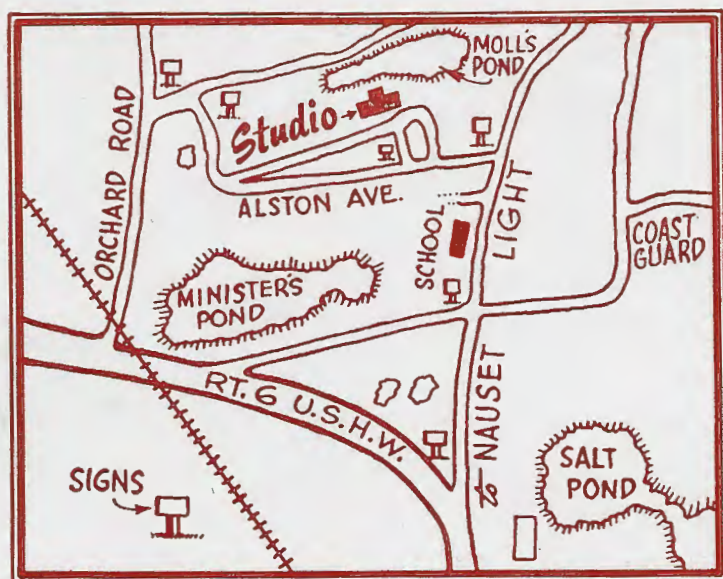 MOLL'S
POND
Studio
ORCHARD ROAD
ALSTON AVE.
SCHOOL
LIGHT
COAST
GUARD
MINISTER'S
POND
RT. 6 U.S.H.W.
to NAUSET
SALT
POND
SIGNS